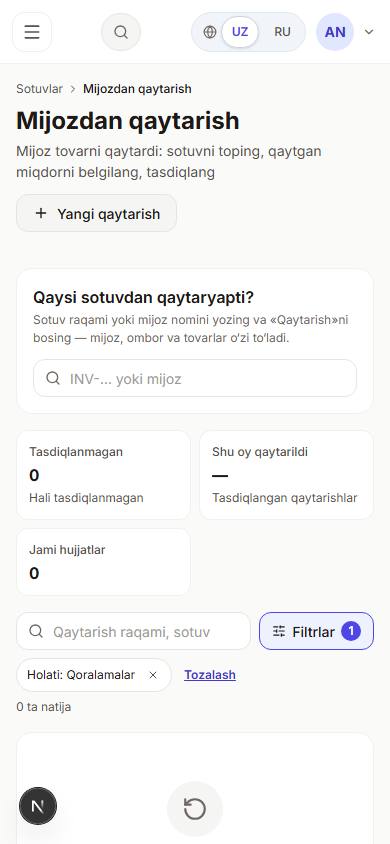 UZ
RU
AN
Sotuvlar > Mijozdan qaytarish
Mijozdan qaytarish
Mijoz tovarni qaytardi: sotuvni toping, qaytgan
miqdorni belgilang, tasdiqlang
+ Yangi qaytarish
Qaysi sotuvdan qaytaryapti?
Sotuv raqami yoki mijoz nomini yozing va «Qaytarish»ni
bosing — mijoz, ombor va tovarlar o‘zi to‘ladi.
INV-... yoki mijoz
Tasdiqlanmagan
0
Hali tasdiqlanmagan
Shu oy qaytarildi
—
Tasdiqlangan qaytarishlar
Jami hujjatlar
0
Qaytarish raqami, sotuv
Filtrlar 1
Holati: Qoralamalar ×
Tozalash
0 ta natija
N